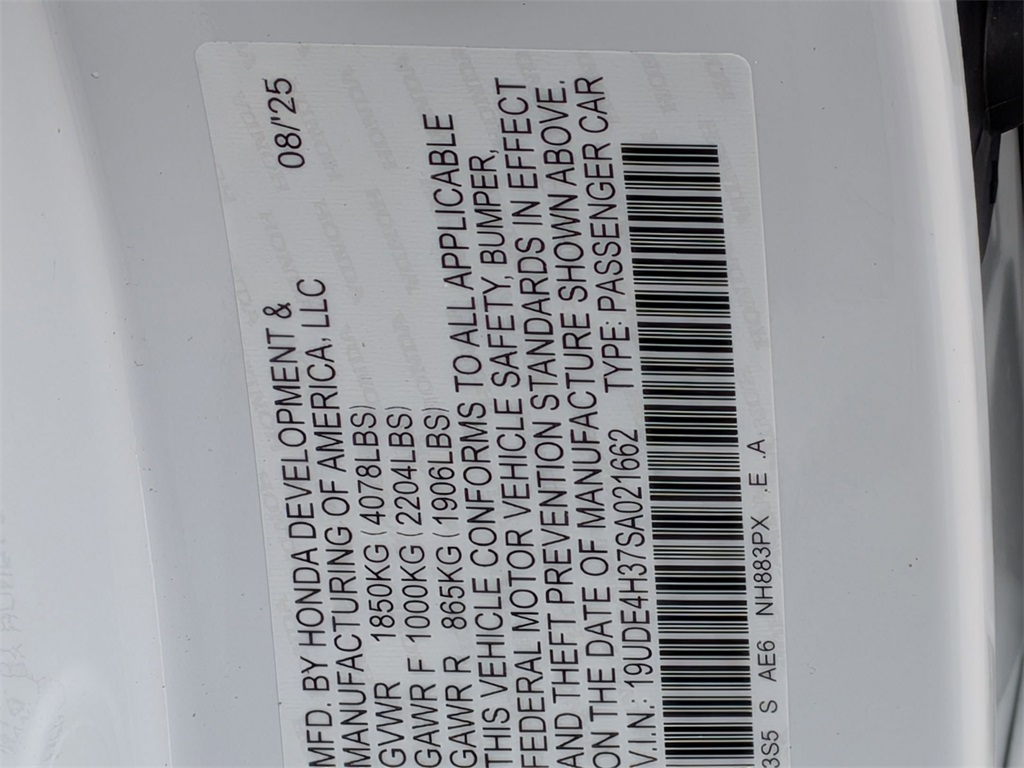 MFD. BY HONDA DEVELOPMENT & 08/'25
MANUFACTURING OF AMERICA, LLC
GVWR 1850KG (4078LBS)
GAWR F 1000KG (2204LBS)
GAWR R 865KG (1906LBS)
THIS VEHICLE CONFORMS TO ALL APPLICABLE
FEDERAL MOTOR VEHICLE SAFETY, BUMPER,
AND THEFT PREVENTION STANDARDS IN EFFECT
ON THE DATE OF MANUFACTURE SHOWN ABOVE.
V.I.N.: 19UDE4H37SA021662 TYPE: PASSENGER CAR
3S5 S AE6 NH883PX .E .A